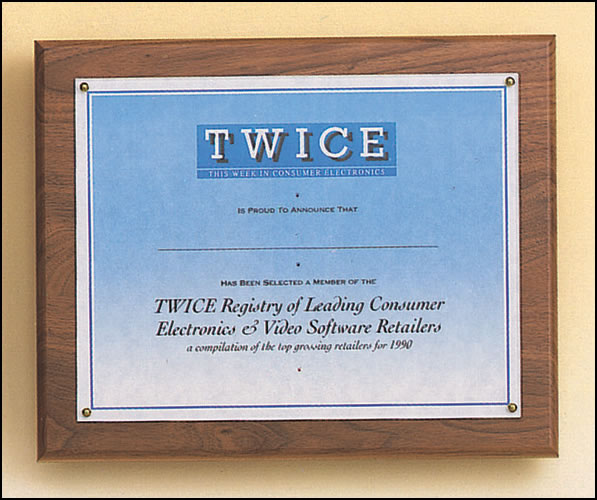 TWICE
THIS WEEK IN CONSUMER ELECTRONICS
IS PROUD TO ANNOUNCE THAT
HAS BEEN SELECTED A MEMBER OF THE
TWICE Registry of Leading Consumer
Electronics & Video Software Retailers
a compilation of the top grossing retailers for 1990